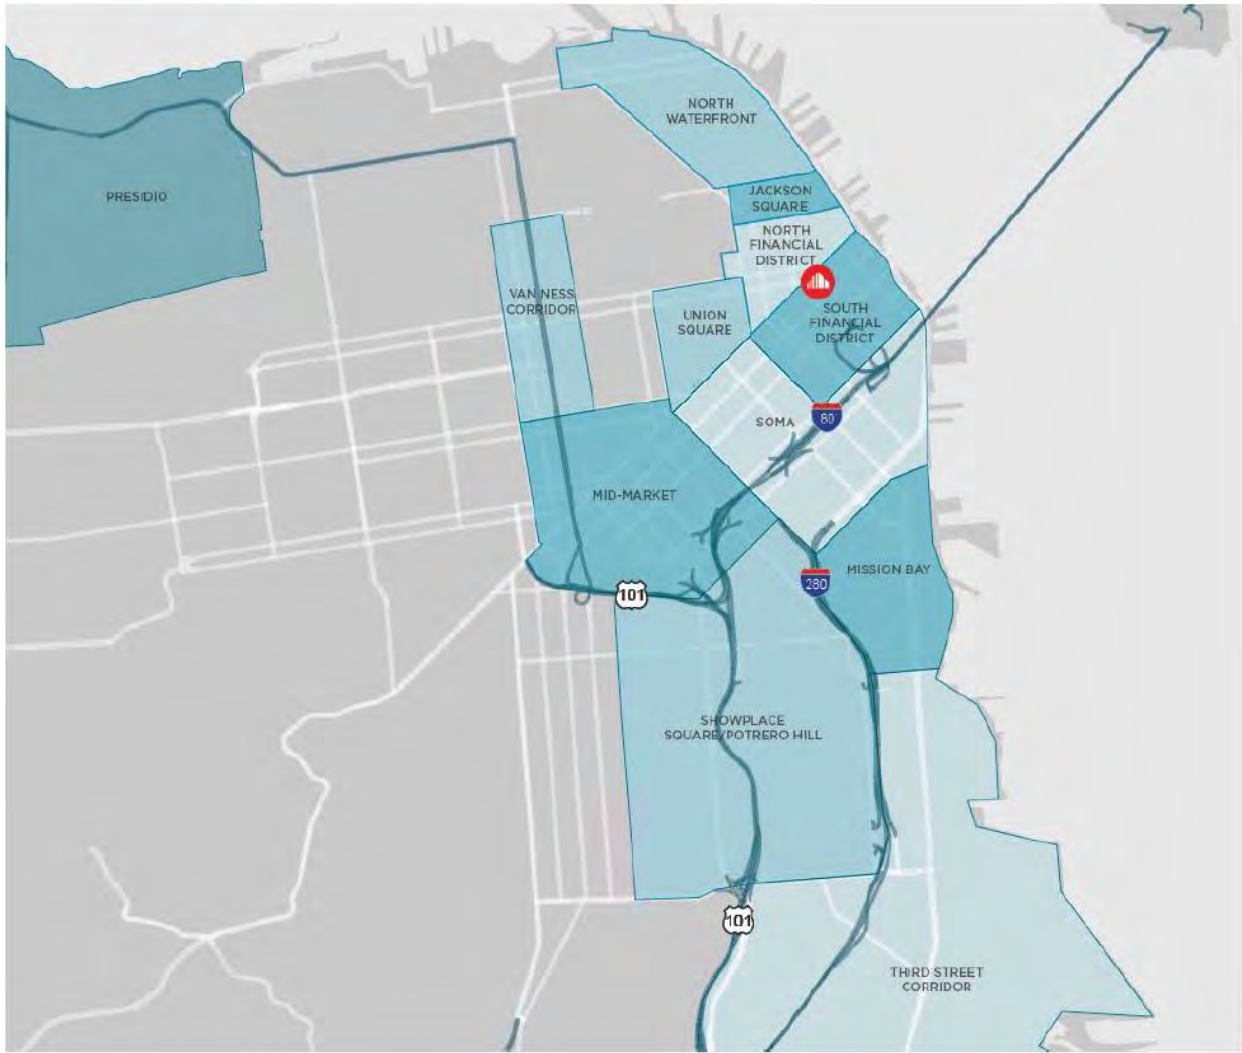 NORTH
WATERFRONT
PRESIDIO
JACKSON
SQUARE
NORTH
FINANCIAL
DISTRICT
VAN NESS
CORRIDOR
UNION
SQUARE
SOUTH
FINANCIAL
DISTRICT
SOMA
80
MID-MARKET
MISSION BAY
280
101
SHOWPLACE
SQUARE/POTRERO HILL
101
THIRD STREET
CORRIDOR